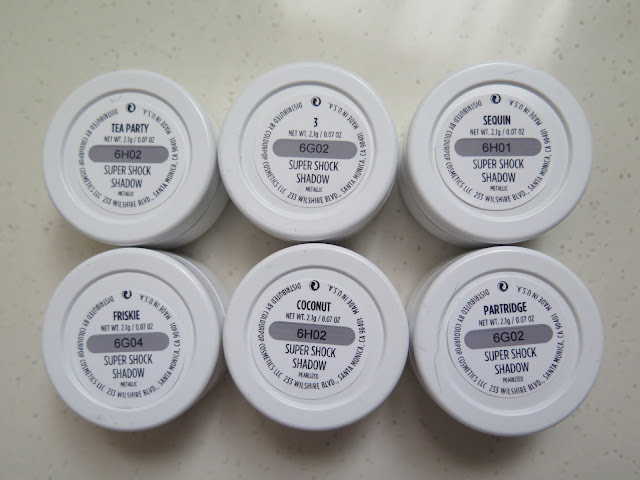 TEA PARTY
NET WT. 2.1g / 0.07 OZ
6H02
SUPER SHOCK
SHADOW
METALLIC
DISTRIBUTED BY COLOURPOP COSMETICS LLC 233 WILSHIRE BLVD., SANTA MONICA, CA 90401 MADE IN U.S.A.
3
NET WT. 2.1g / 0.07 OZ
6G02
SUPER SHOCK
SHADOW
METALLIC
DISTRIBUTED BY COLOURPOP COSMETICS LLC 233 WILSHIRE BLVD., SANTA MONICA, CA 90401 MADE IN U.S.A.
SEQUIN
NET WT. 2.1g / 0.07 OZ
6H01
SUPER SHOCK
SHADOW
METALLIC
DISTRIBUTED BY COLOURPOP COSMETICS LLC 233 WILSHIRE BLVD., SANTA MONICA, CA 90401 MADE IN U.S.A.
FRISKIE
NET WT. 2.1g / 0.07 OZ
6G04
SUPER SHOCK
SHADOW
METALLIC
DISTRIBUTED BY COLOURPOP COSMETICS LLC 233 WILSHIRE BLVD., SANTA MONICA, CA 90401 MADE IN U.S.A.
COCONUT
NET WT. 2.1g / 0.07 OZ
6H02
SUPER SHOCK
SHADOW
PEARLIZED
DISTRIBUTED BY COLOURPOP COSMETICS LLC 233 WILSHIRE BLVD., SANTA MONICA, CA 90401 MADE IN U.S.A.
PARTRIDGE
NET WT. 2.1g / 0.07 OZ
6G02
SUPER SHOCK
SHADOW
PEARLIZED
DISTRIBUTED BY COLOURPOP COSMETICS LLC 233 WILSHIRE BLVD., SANTA MONICA, CA 90401 MADE IN U.S.A.